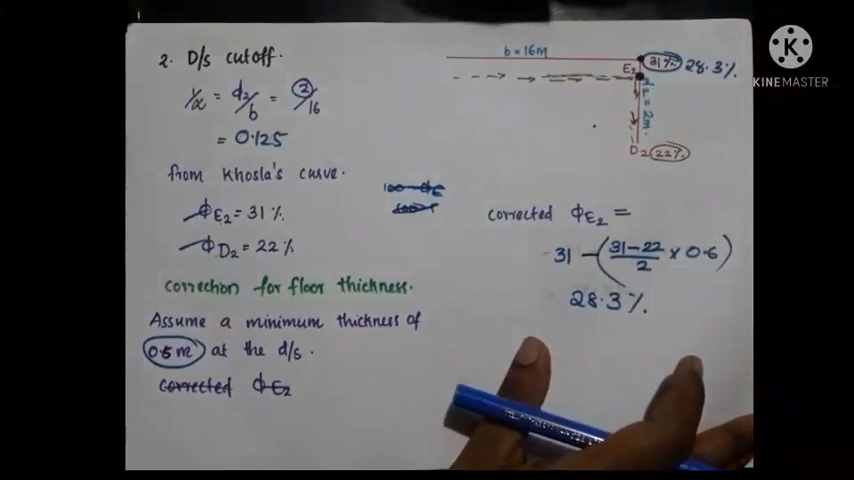 2. D/s cutoff.
1/α = d2/b = 2/16
= 0.125
from Khosla's curve.
ϕE2 = 31 %
ϕD2 = 22 %
correction for floor thickness.
Assume a minimum thickness of
0.5 m at the d/s.
corrected ϕE2
100 - ϕE
b = 16M
E2 31% 28.3%
D2 22%
corrected ϕE2 =
31 - (31-22/2 × 0.6)
28.3 %.
K
KINEMASTER